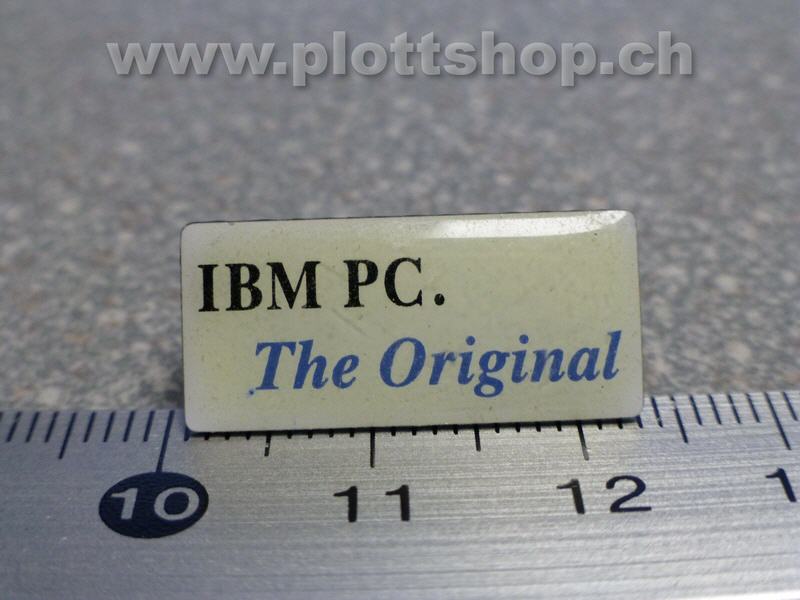 www.plottshop.ch
IBM PC.
The Original
10 11 12 1